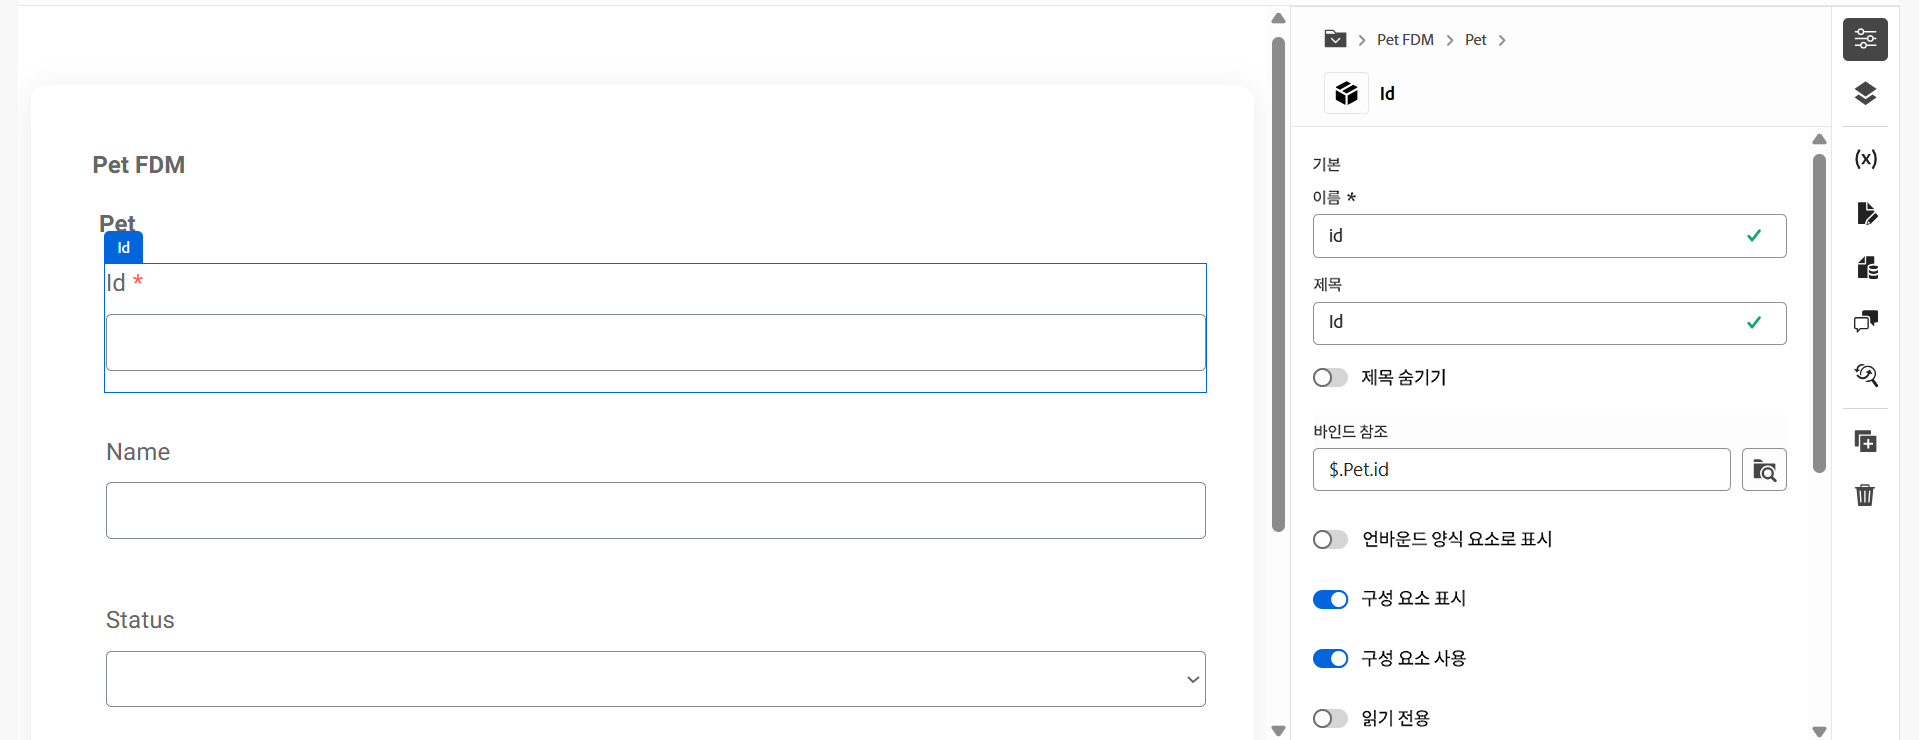 Pet FDM
Pet
Id
Id *
Name
Status
Pet FDM
Pet
Id
기본
이름 *
id
제목
Id
제목 숨기기
바인드 참조
$.Pet.id
언바운드 양식 요소로 표시
구성 요소 표시
구성 요소 사용
읽기 전용
(x)